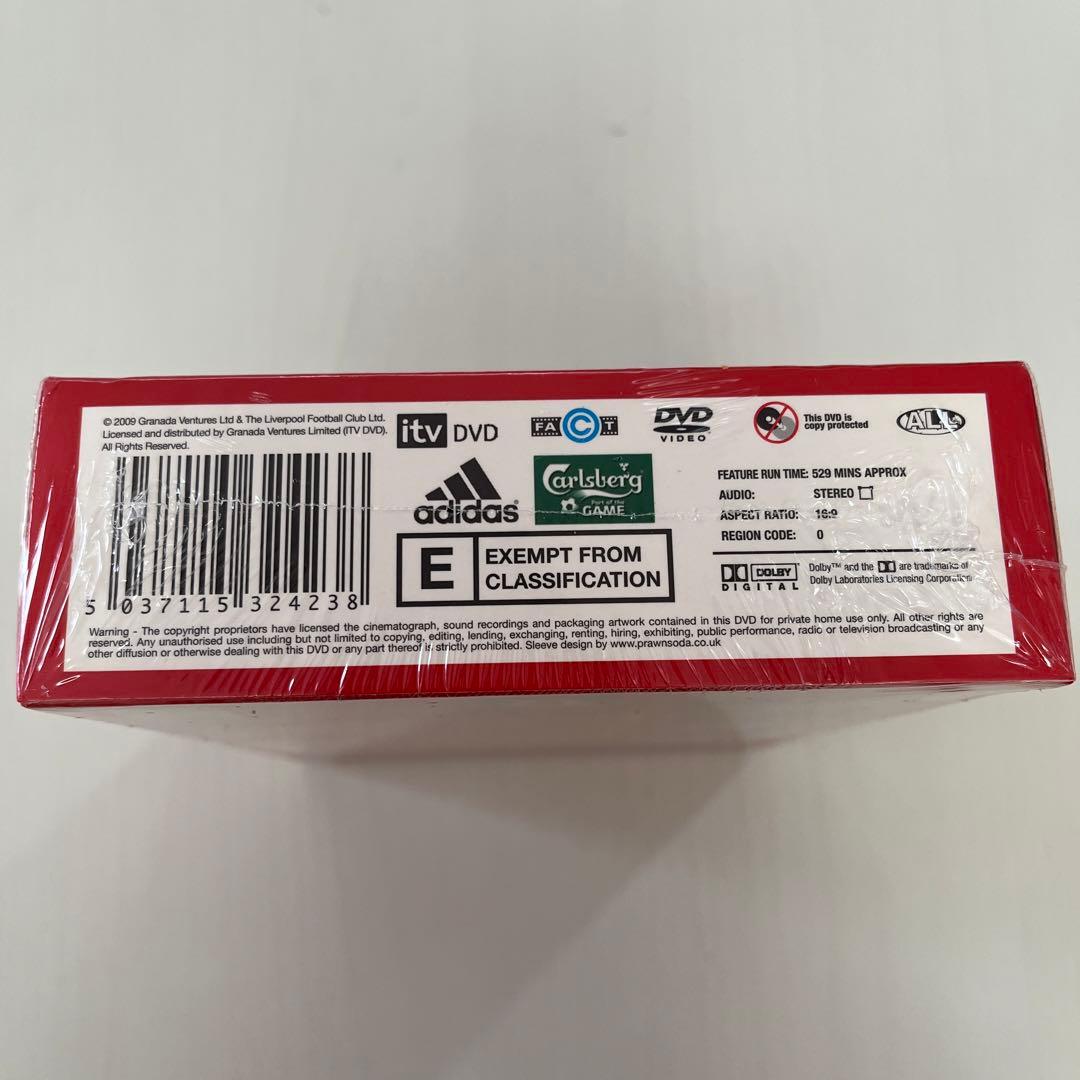 © 2009 Granada Ventures Ltd & The Liverpool Football Club Ltd.
Licensed and distributed by Granada Ventures Limited (ITV DVD).
All Rights Reserved.
itv DVD
FACT
DVD
VIDEO
This DVD is
copy protected
ALL
adidas®
Carlsberg
Part of the
GAME
E
EXEMPT FROM
CLASSIFICATION
FEATURE RUN TIME: 529 MINS APPROX
AUDIO: STEREO
ASPECT RATIO: 16:9
REGION CODE: 0
DOLBY
DIGITAL
Dolby™ and the are trademarks of
Dolby Laboratories Licensing Corporation
5 037115 324238
Warning - The copyright proprietors have licensed the cinematograph, sound recordings and packaging artwork contained in this DVD for private home use only. All other rights are
reserved. Any unauthorised use including but not limited to copying, editing, lending, exchanging, renting, hiring, exhibiting, public performance, radio or television broadcasting or any
other diffusion or otherwise dealing with this DVD or any part thereof is strictly prohibited. Sleeve design by www.prawnsoda.co.uk